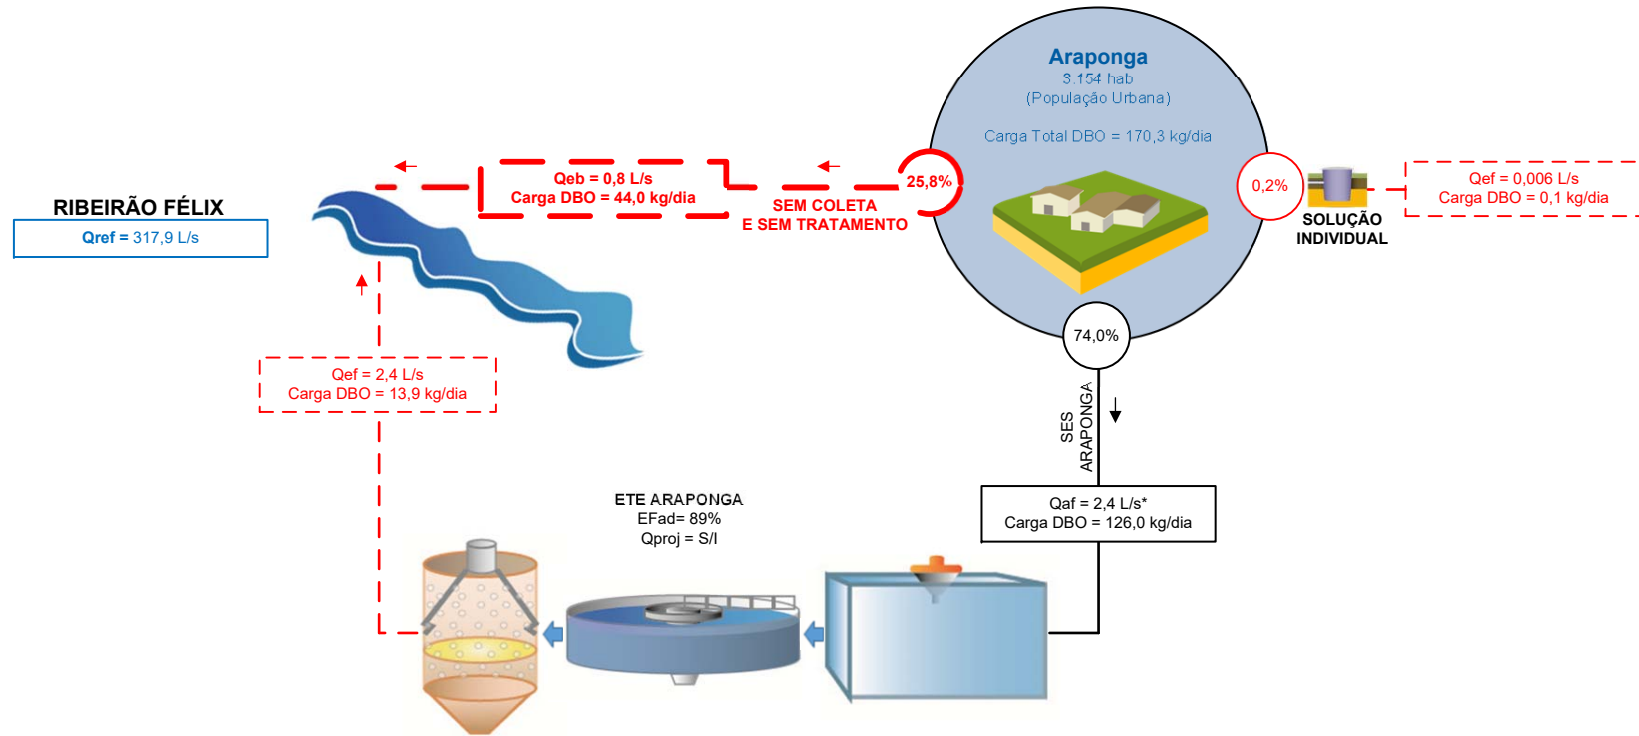 Araponga
3.154 hab
(População Urbana)
Carga Total DBO = 170,3 kg/dia
25,8%
0,2%
74,0%
Qeb = 0,8 L/s
Carga DBO = 44,0 kg/dia
SEM COLETA
E SEM TRATAMENTO
SOLUÇÃO
INDIVIDUAL
Qef = 0,006 L/s
Carga DBO = 0,1 kg/dia
RIBEIRÃO FÉLIX
Qref = 317,9 L/s
Qef = 2,4 L/s
Carga DBO = 13,9 kg/dia
SES
ARAPONGA
Qaf = 2,4 L/s*
Carga DBO = 126,0 kg/dia
ETE ARAPONGA
EFad= 89%
Qproj = S/I